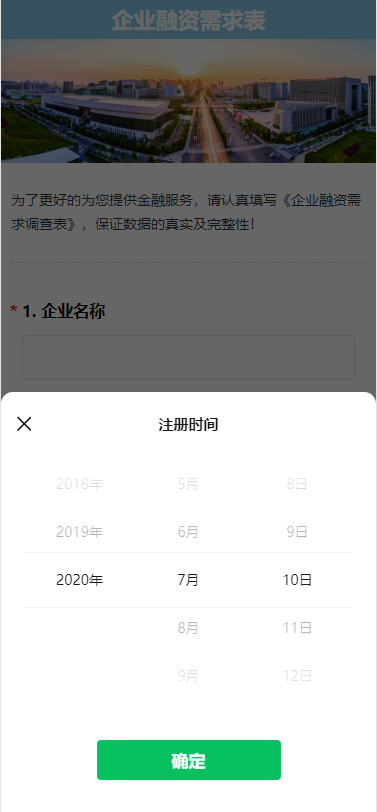 企业融资需求表
为了更好的为您提供金融服务，请认真填写《企业融资需
求调查表》，保证数据的真实及完整性！
* 1. 企业名称
注册时间
2018年 5月 8日
2019年 6月 9日
2020年 7月 10日
8月 11日
9月 12日
确定